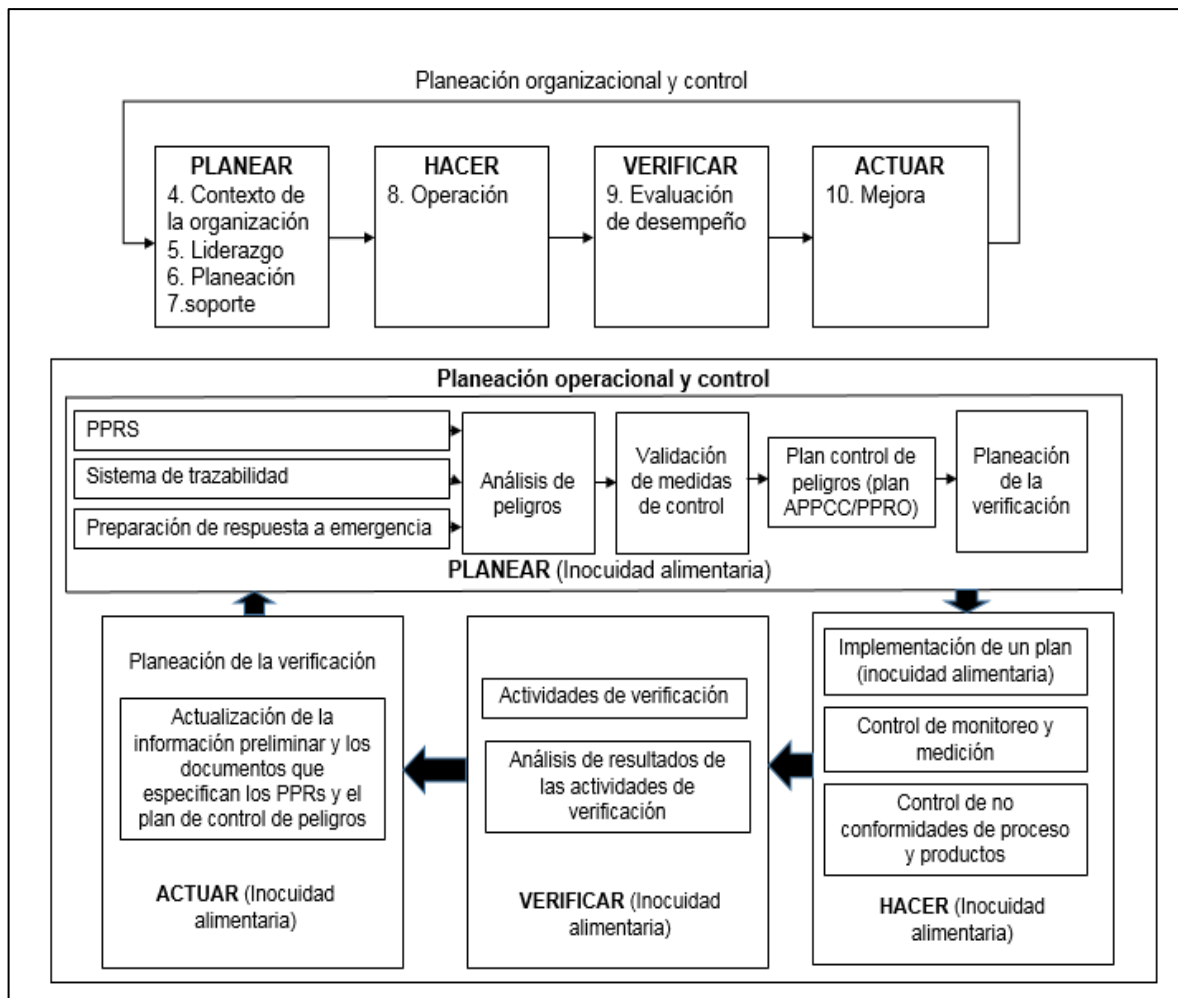 Planeación organizacional y control
PLANEAR
4. Contexto de
la organización
5. Liderazgo
6. Planeación
7.soporte
HACER
8. Operación
VERIFICAR
9. Evaluación
de desempeño
ACTUAR
10. Mejora
Planeación operacional y control
PPRS
Sistema de trazabilidad
Preparación de respuesta a emergencia
Análisis de
peligros
Validación
de medidas
de control
Plan control de
peligros (plan
APPCC/PPRO)
Planeación
de la
verificación
PLANEAR (Inocuidad alimentaria)
Planeación de la verificación
Actualización de la
información preliminar y los
documentos que
especifican los PPRs y el
plan de control de peligros
ACTUAR (Inocuidad
alimentaria)
Actividades de verificación
Análisis de resultados de
las actividades de
verificación
VERIFICAR (Inocuidad
alimentaria)
Implementación de un plan
(inocuidad alimentaria)
Control de monitoreo y
medición
Control de no
conformidades de proceso
y productos
HACER (Inocuidad
alimentaria)